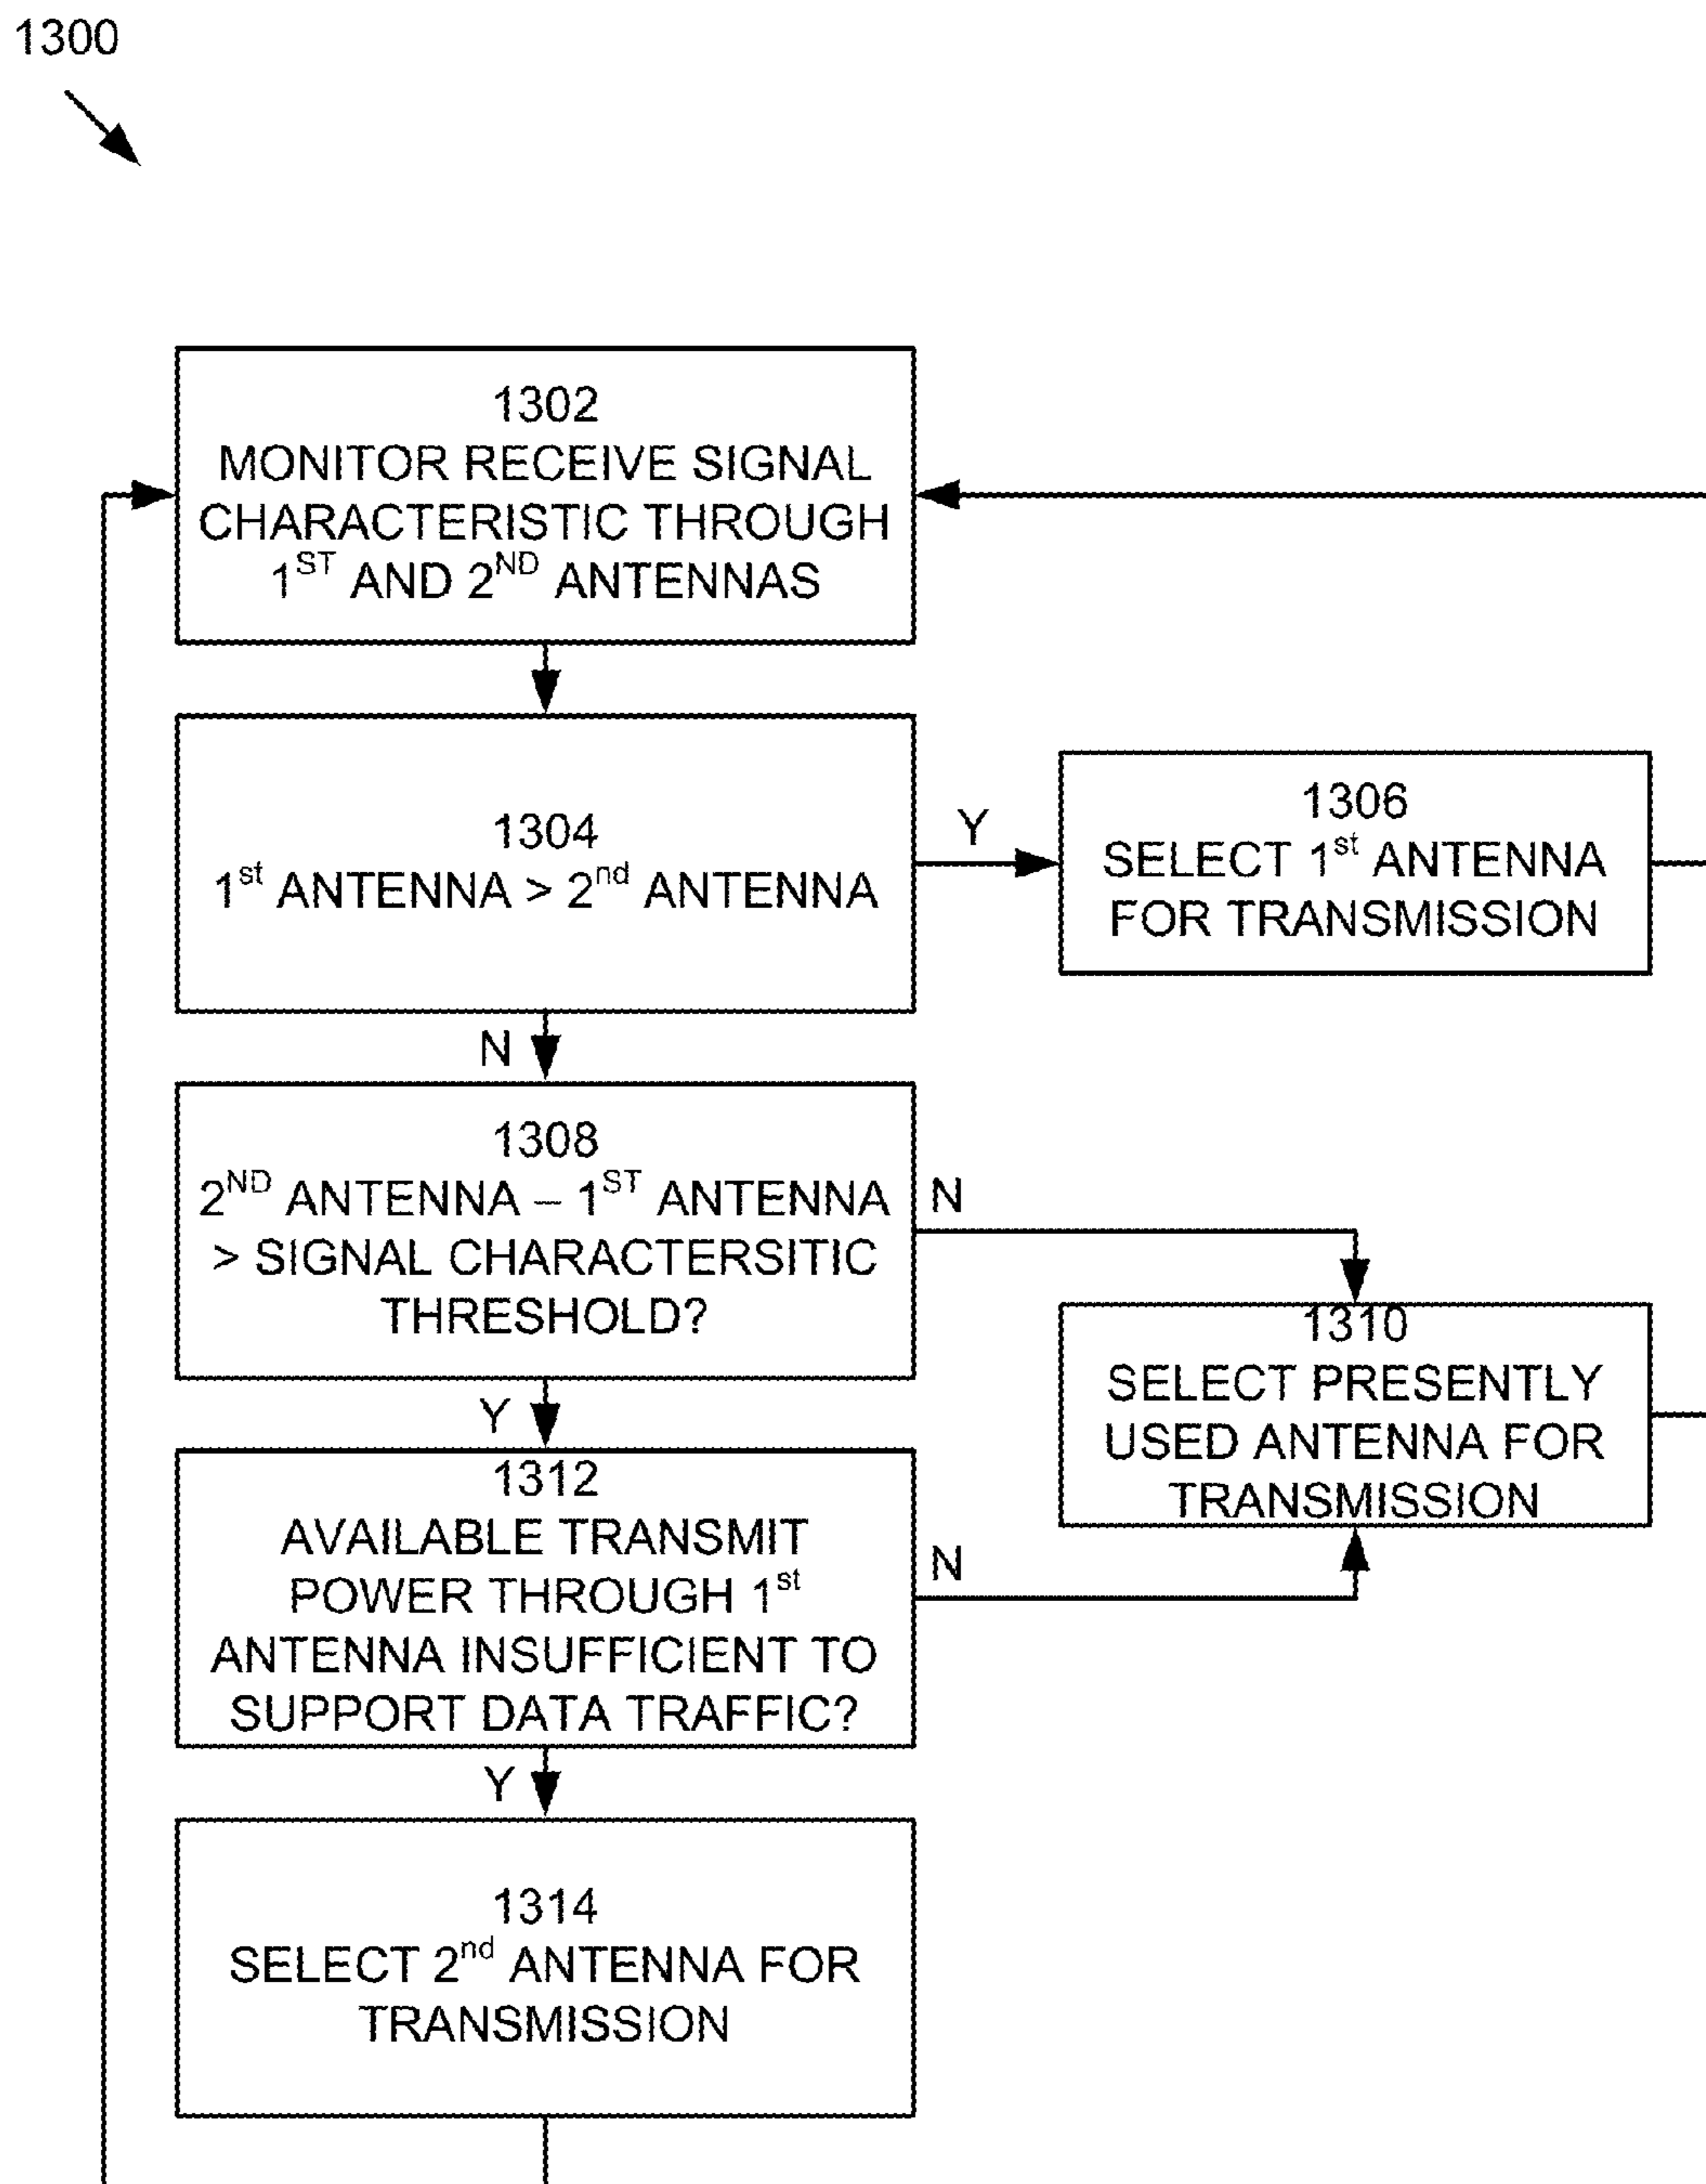 1300
1302
MONITOR RECEIVE SIGNAL
CHARACTERISTIC THROUGH
1ST AND 2ND ANTENNAS
1304
1st ANTENNA > 2nd ANTENNA
Y
1306
SELECT 1st ANTENNA
FOR TRANSMISSION
N
1308
2ND ANTENNA – 1ST ANTENNA
> SIGNAL CHARACTERSITIC
THRESHOLD?
N
1310
SELECT PRESENTLY
USED ANTENNA FOR
TRANSMISSION
Y
1312
AVAILABLE TRANSMIT
POWER THROUGH 1st
ANTENNA INSUFFICIENT TO
SUPPORT DATA TRAFFIC?
N
Y
1314
SELECT 2nd ANTENNA FOR
TRANSMISSION